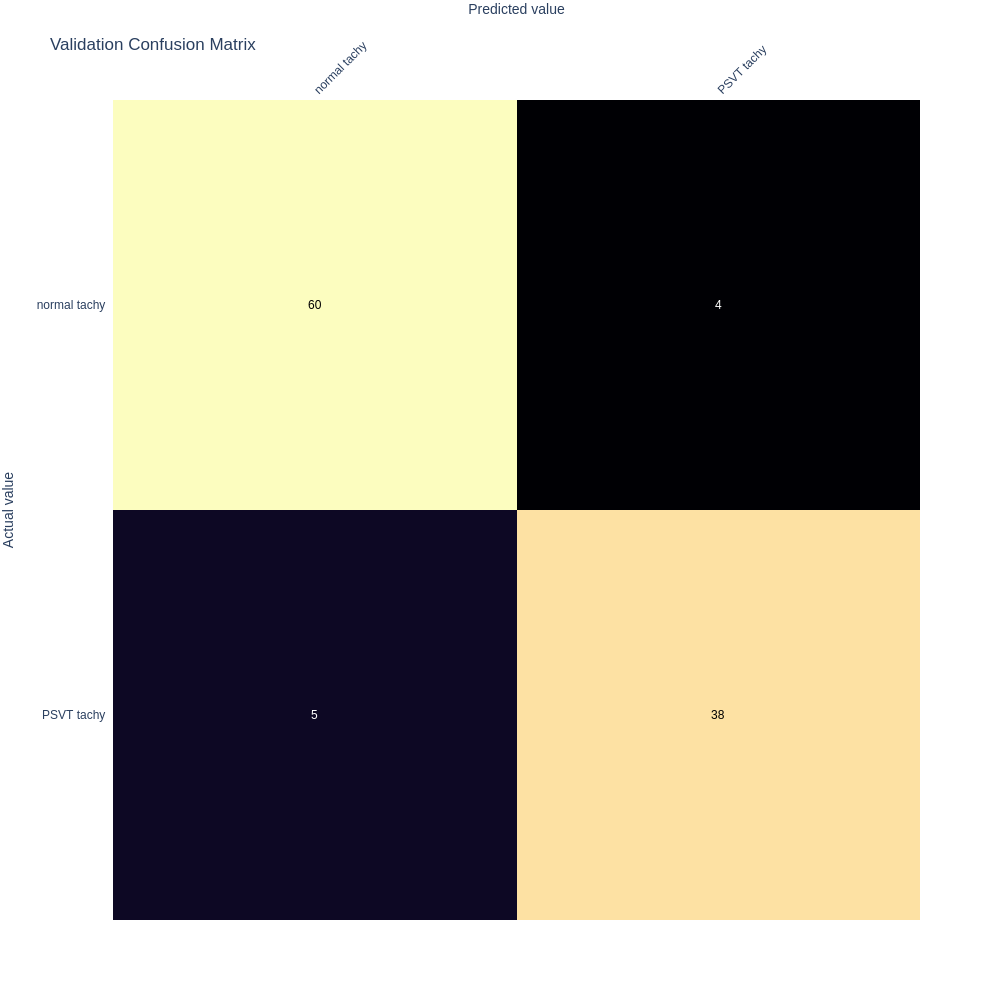 Predicted value
Validation Confusion Matrix
normal tachy
PSVT tachy
normal tachy
60
4
Actual value
PSVT tachy
5
38